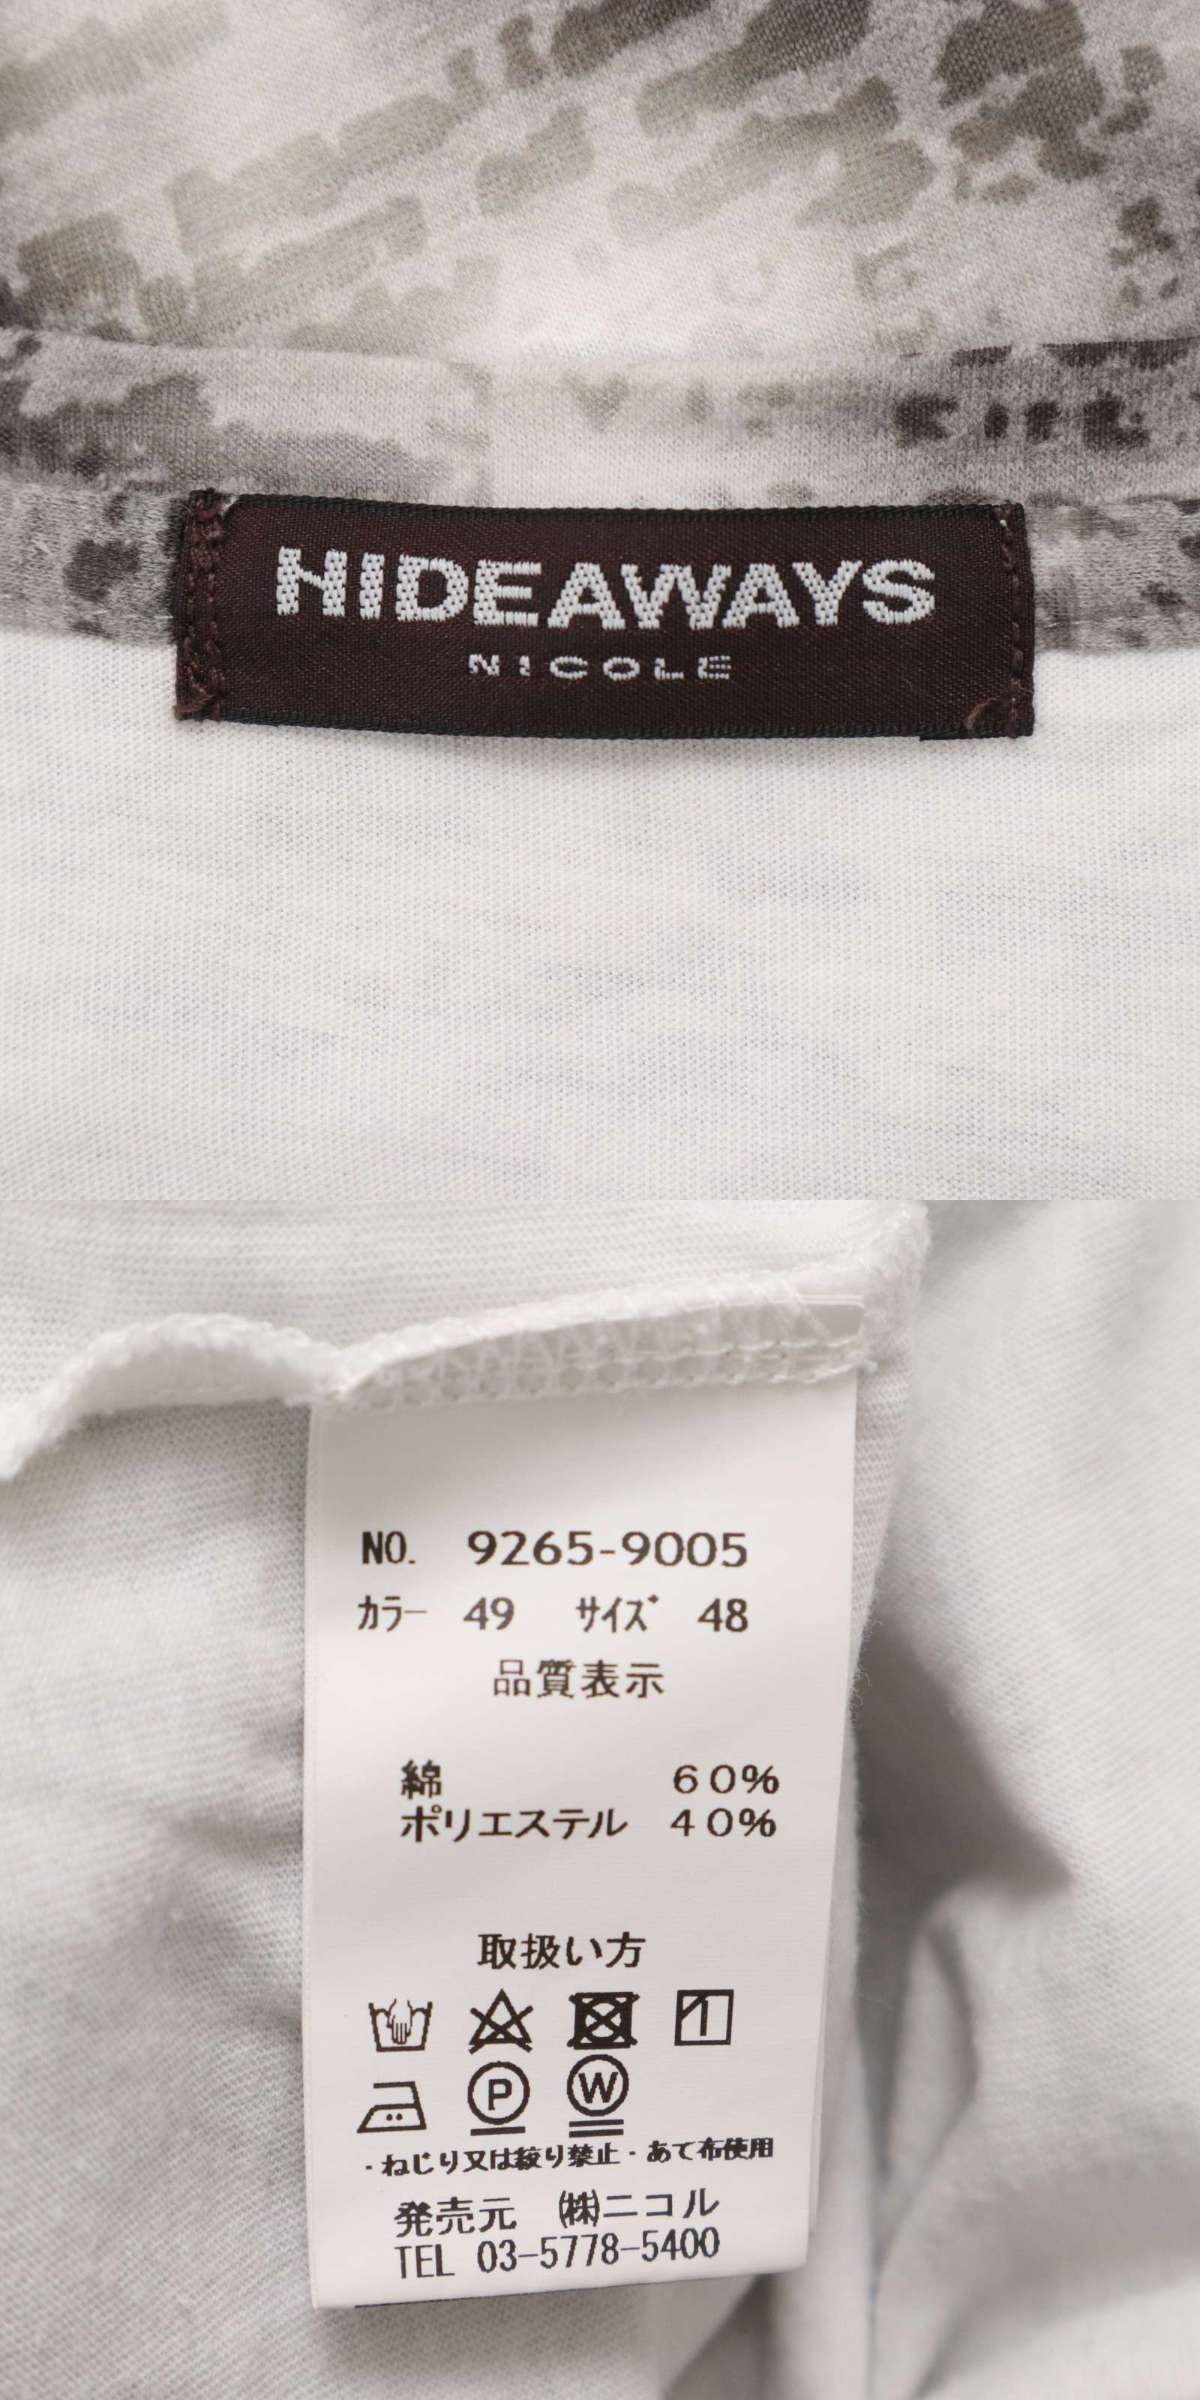 HIDEAWAYS
NICOLE
NO. 9265-9005
カラー 49 サイズ 48
品質表示
綿 60%
ポリエステル 40%
取扱い方
P W
・ねじり又は絞り禁止・あて布使用
発売元 ㈱ニコル
TEL 03-5778-5400